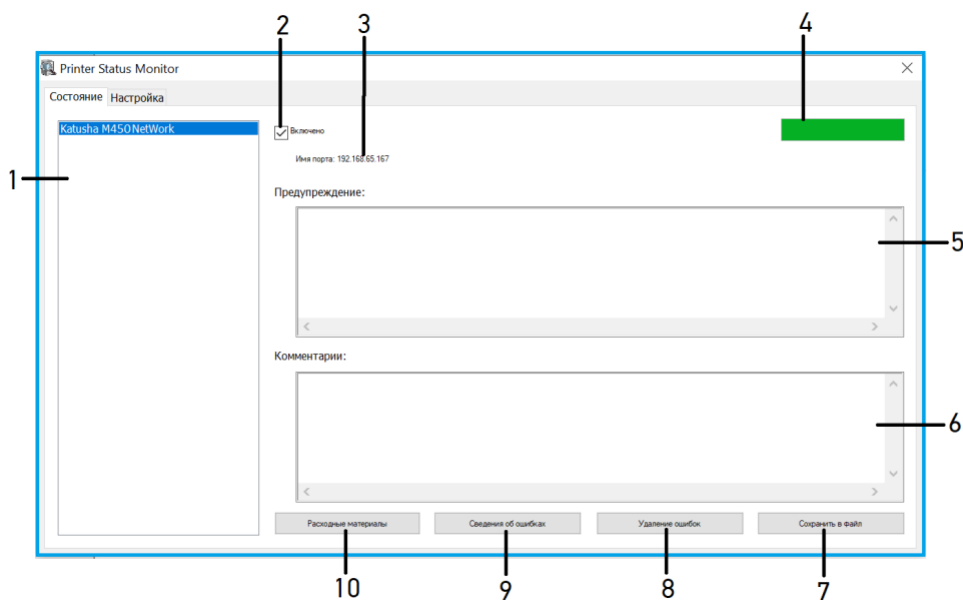 2 3 4
Printer Status Monitor
Состояние Настройка
Katusha M450 NetWork
Включено
Имя порта: 192.168.65.167
1
Предупреждение:
5
Комментарии:
6
Расходные материалы Сведения об ошибках Удаление ошибок Сохранить в файл
10 9 8 7